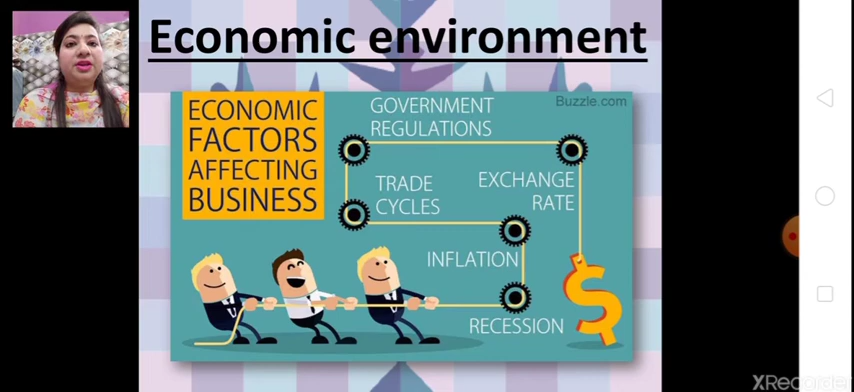 Economic environment
Buzzle.com
ECONOMIC
FACTORS
AFFECTING
BUSINESS
GOVERNMENT
REGULATIONS
TRADE
CYCLES
EXCHANGE
RATE
INFLATION
RECESSION
$
XRecorder